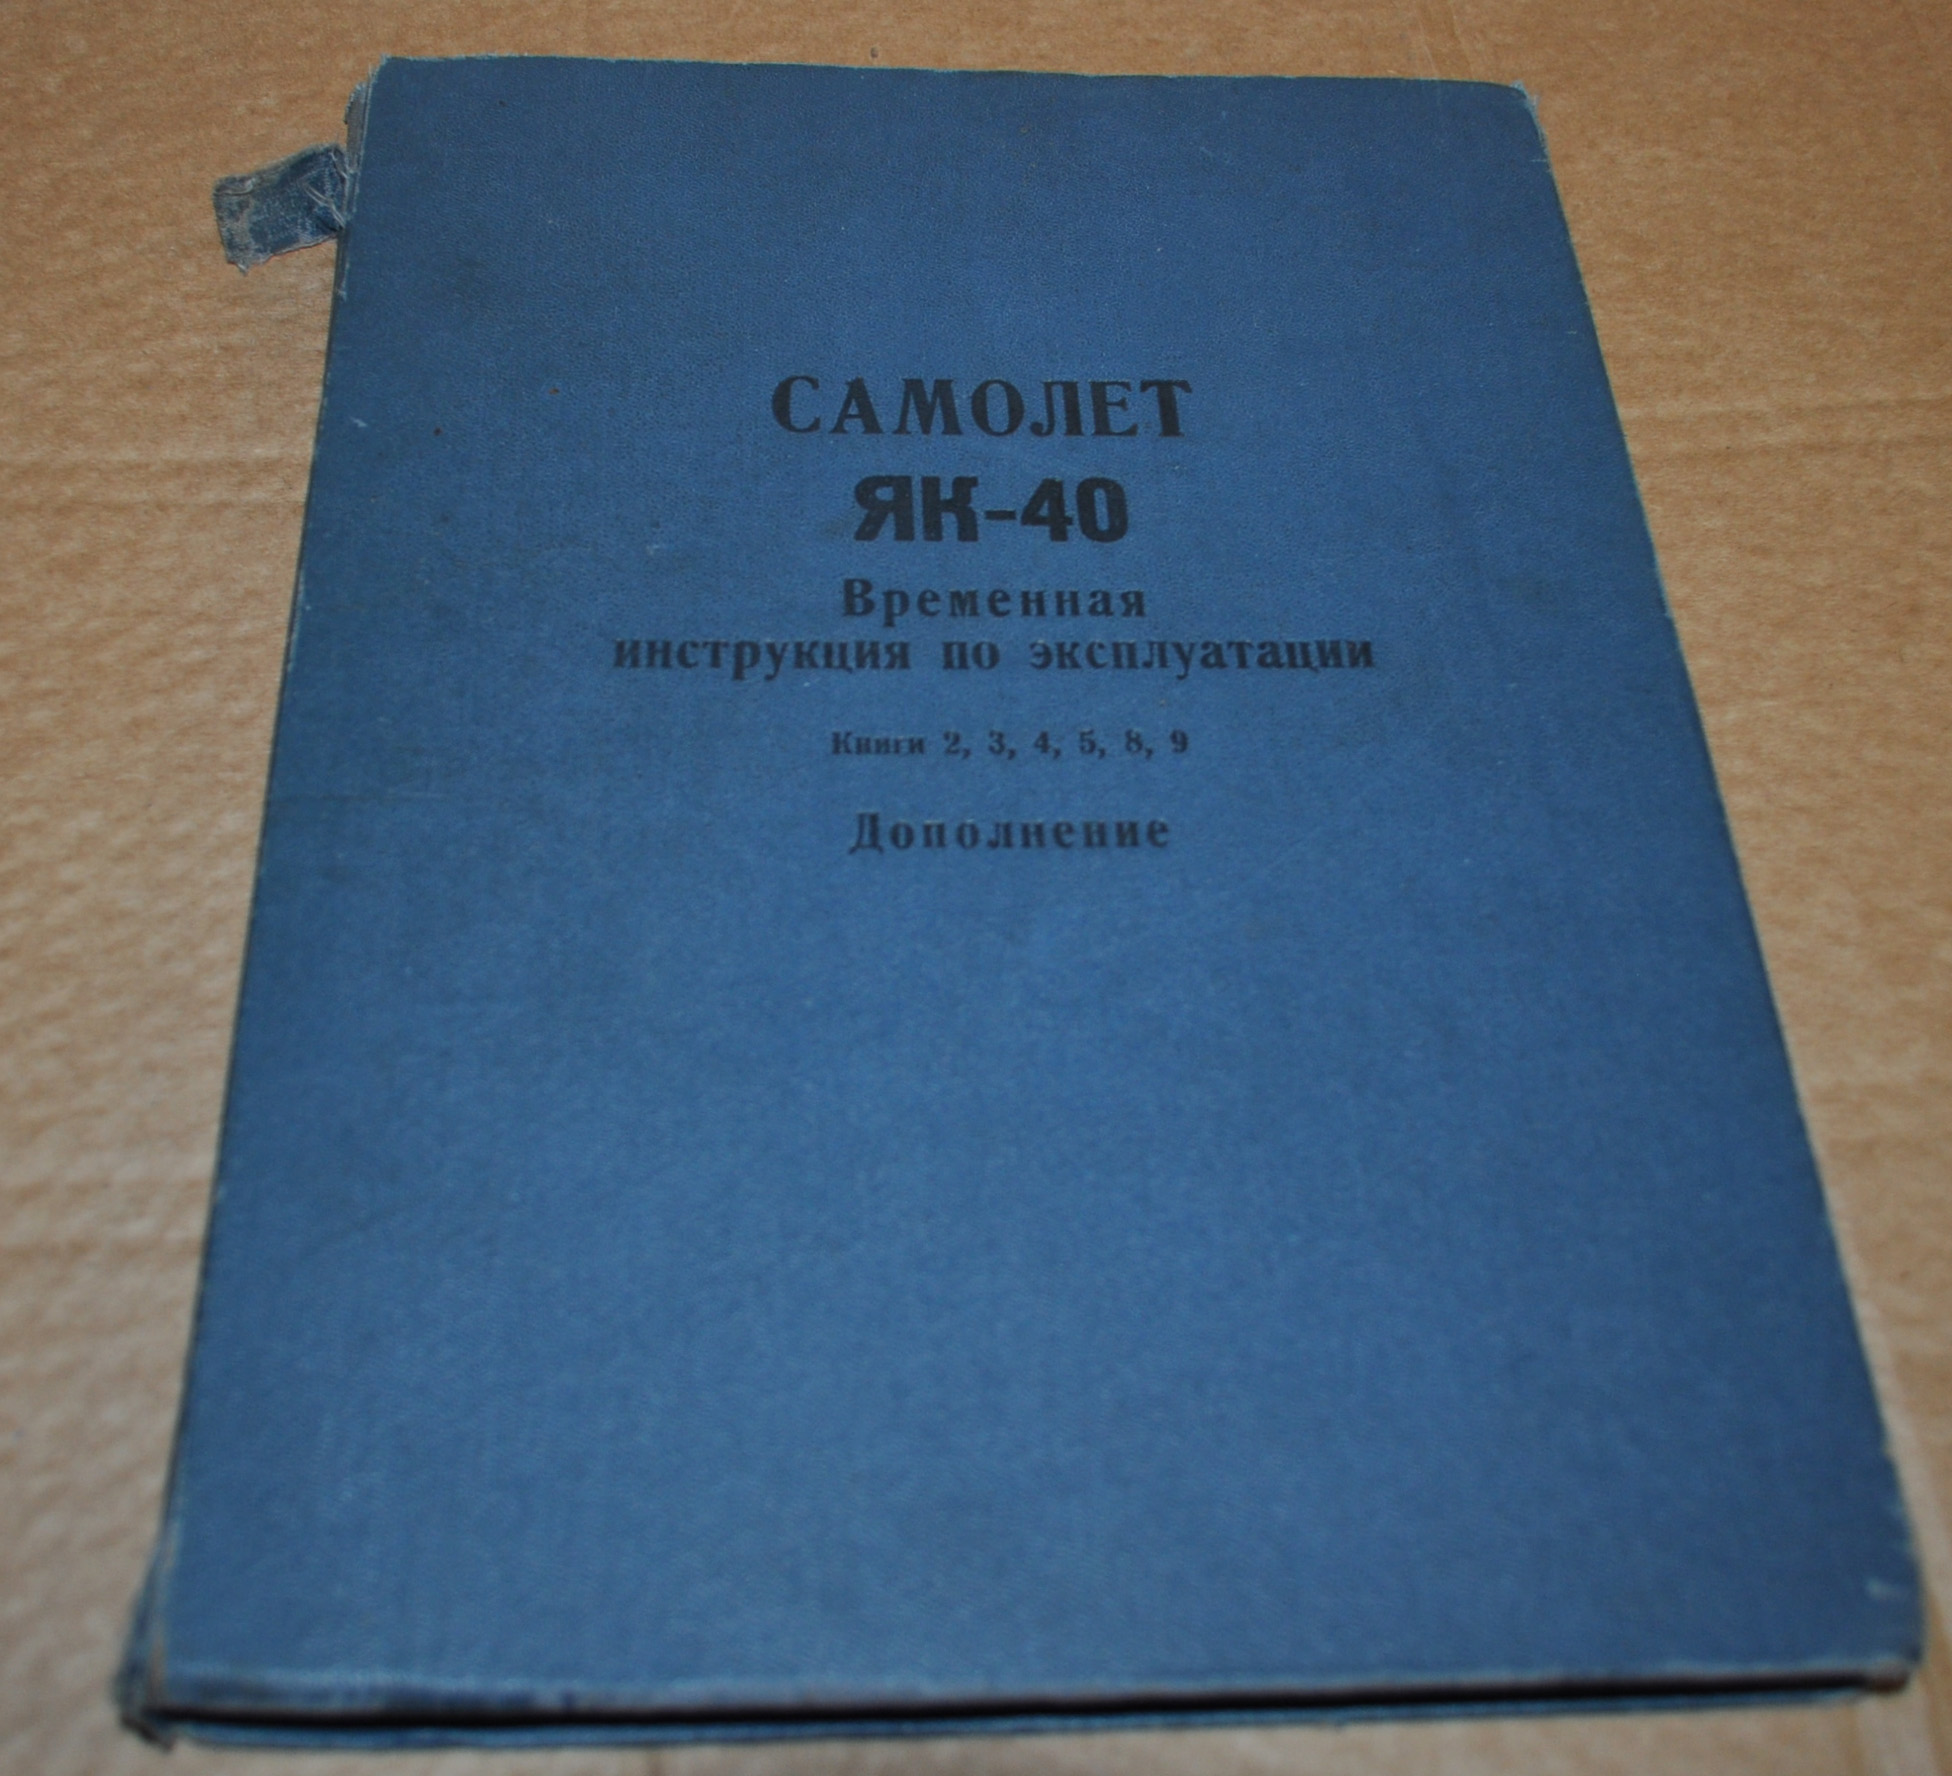 САМОЛЕТ
ЯК-40
Временная
инструкция по эксплуатации
Книги 2, 3, 4, 5, 8, 9
Дополнение